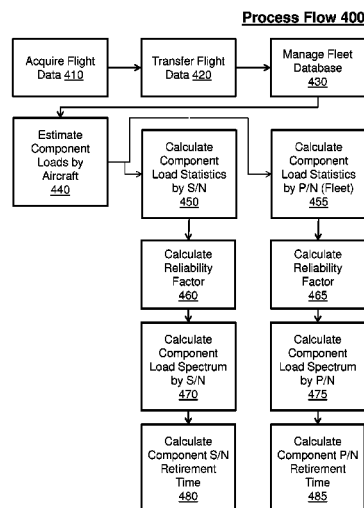 Process Flow 400
Acquire Flight
Data 410
Transfer Flight
Data 420
Manage Fleet
Database
430
Estimate
Component
Loads by
Aircraft
440
Calculate
Component
Load Statistics
by S/N
450
Calculate
Component
Load Statistics
by P/N (Fleet)
455
Calculate
Reliability
Factor
460
Calculate
Reliability
Factor
465
Calculate
Component
Load Spectrum
by S/N
470
Calculate
Component
Load Spectrum
by P/N
475
Calculate
Component S/N
Retirement
Time
480
Calculate
Component P/N
Retirement
Time
485